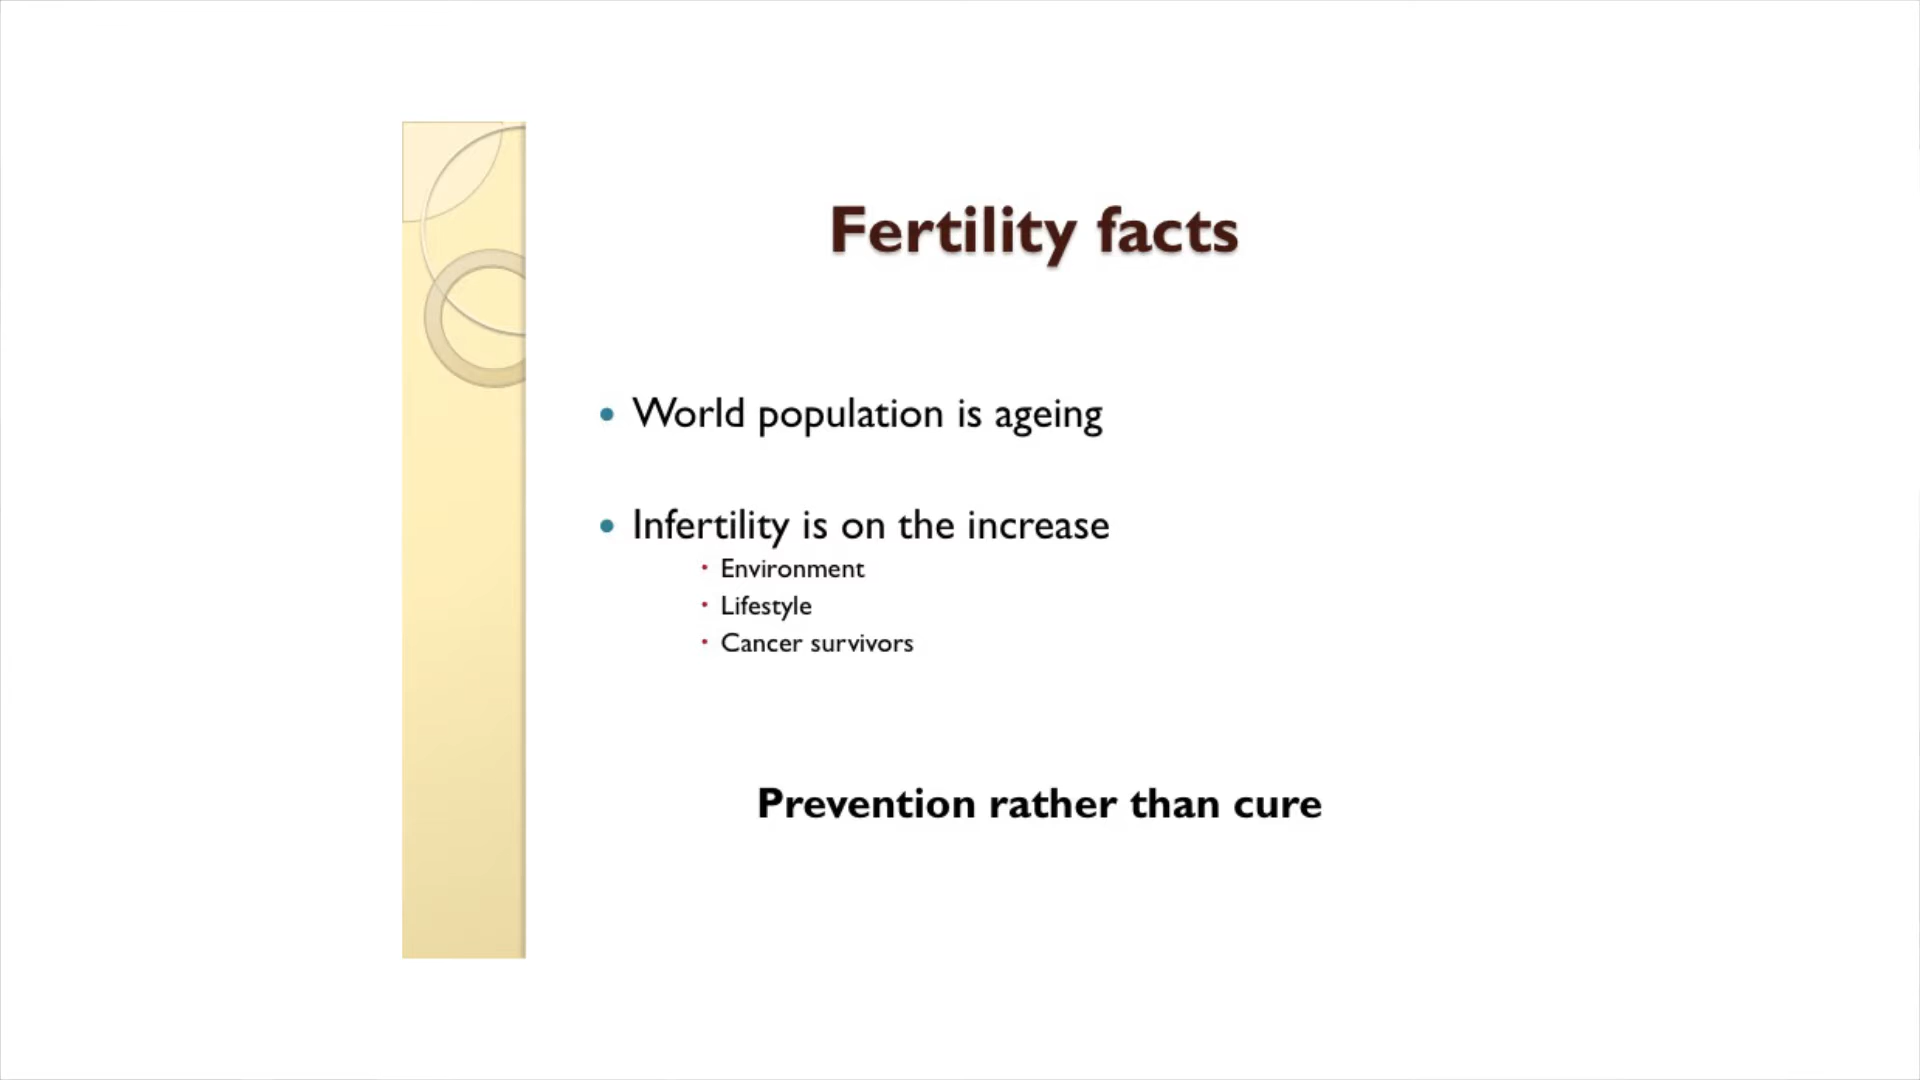 Fertility facts
• World population is ageing
• Infertility is on the increase
• Environment
• Lifestyle
• Cancer survivors
Prevention rather than cure